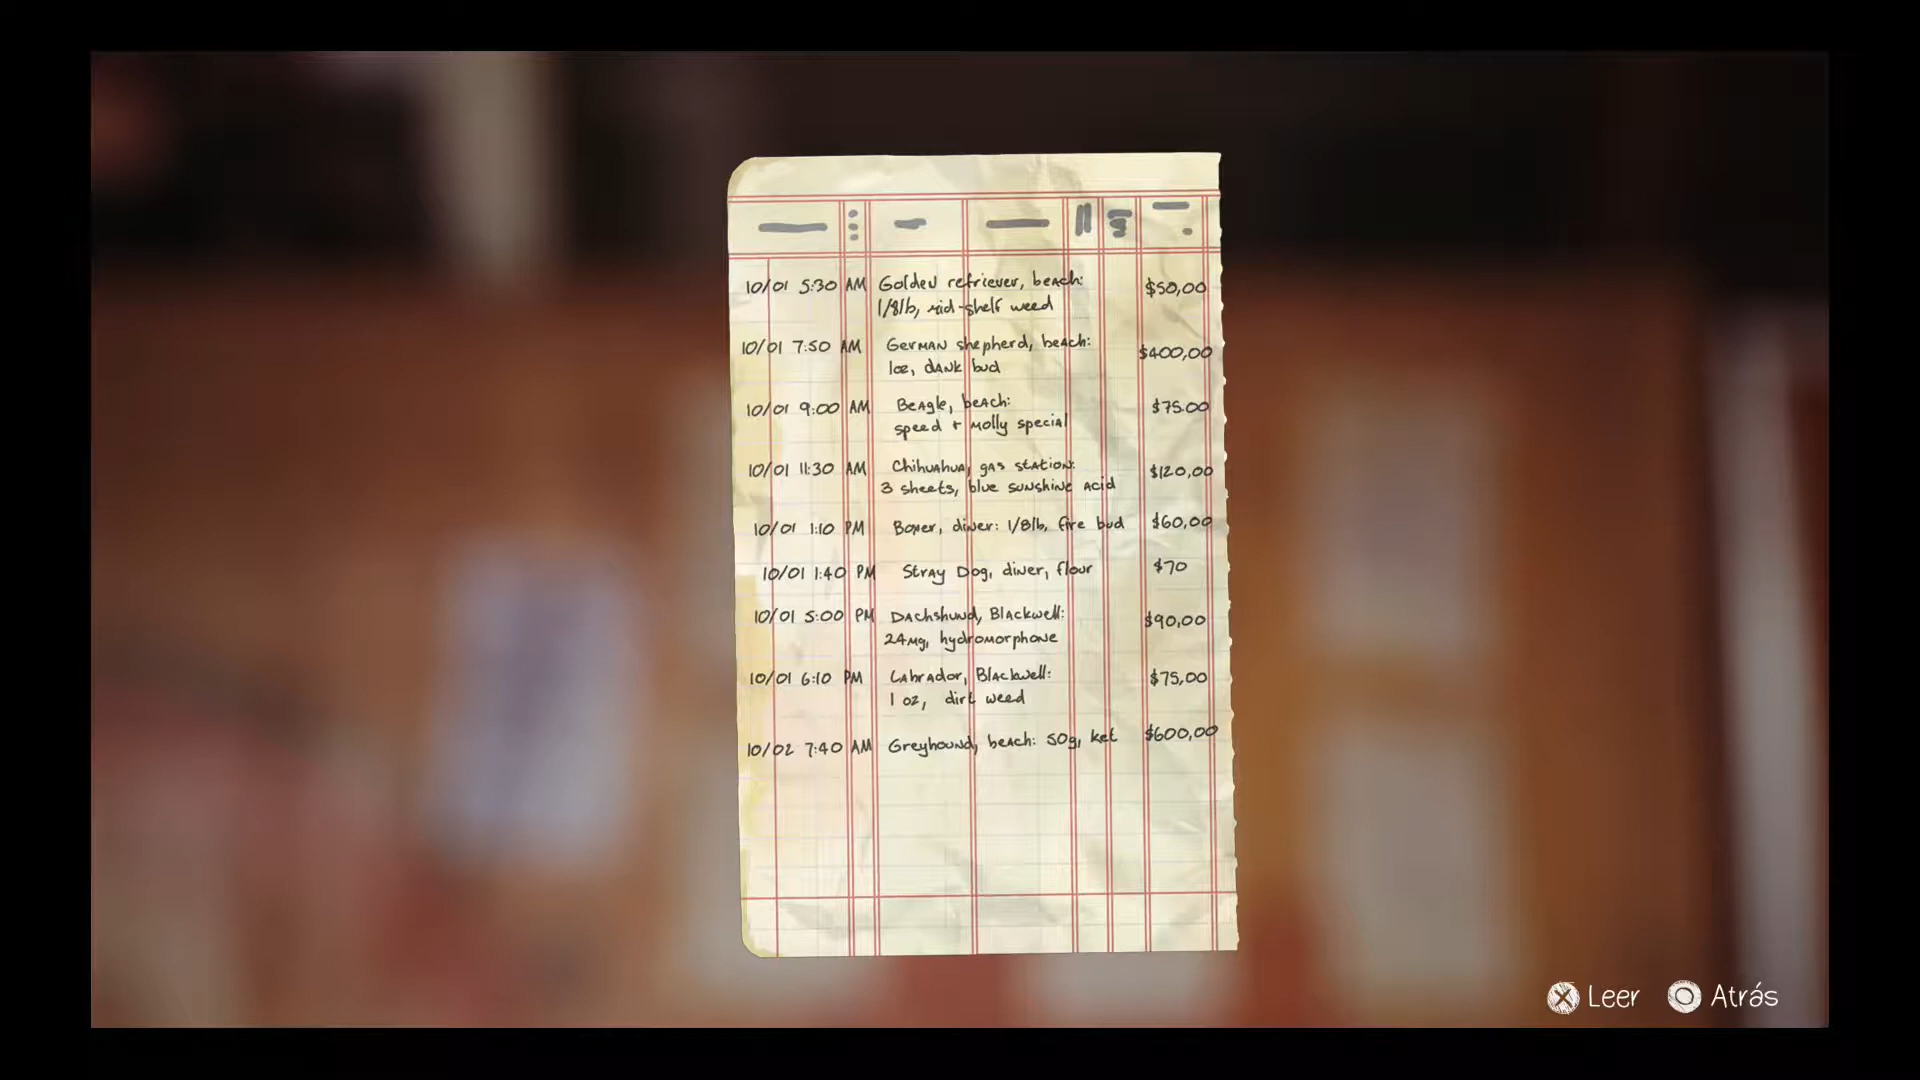 10/01 5:30 AM Golden retriever, beach: $50,00
1/8lb, mid-shelf weed
10/01 7:50 AM German shepherd, beach: $400,00
1oz, dank bud
10/01 9:00 AM Beagle, beach: $75.00
speed + Molly special
10/01 11:30 AM Chihuahua, gas station: $120,00
3 sheets, blue sunshine acid
10/01 1:10 PM Boxer, diner: 1/8lb, fire bud $60,00
10/01 1:40 PM Stray Dog, diner, flour $70
10/01 5:00 PM Dachshund, Blackwell: $90,00
24mg, hydromorphone
10/01 6:10 PM Labrador, Blackwell: $75,00
1 oz, dirt weed
10/02 7:40 AM Greyhound, beach: 50g, ket $600,00
Leer Atrás